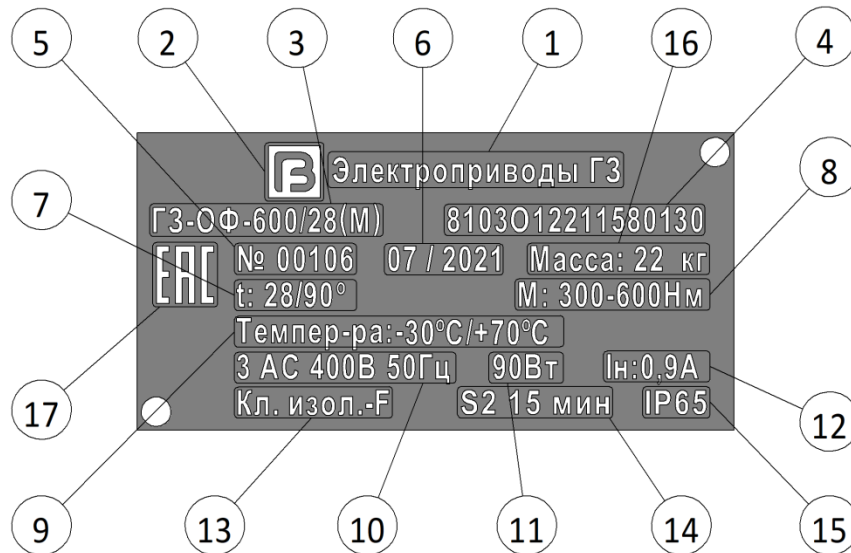 5 2 3 6 1 16 4
Электроприводы ГЗ
8
ГЗ-ОФ-600/28(М) 8103О12211580130
7
EAC № 00106 07 / 2021 Масса: 22 кг
t: 28/90° М: 300-600Нм
Темпер-ра:-30°С/+70°С
3 АС 400В 50Гц 90Вт Iн:0,9А
17 Кл. изол.-F S2 15 мин IP65 12
9 13 10 11 14 15